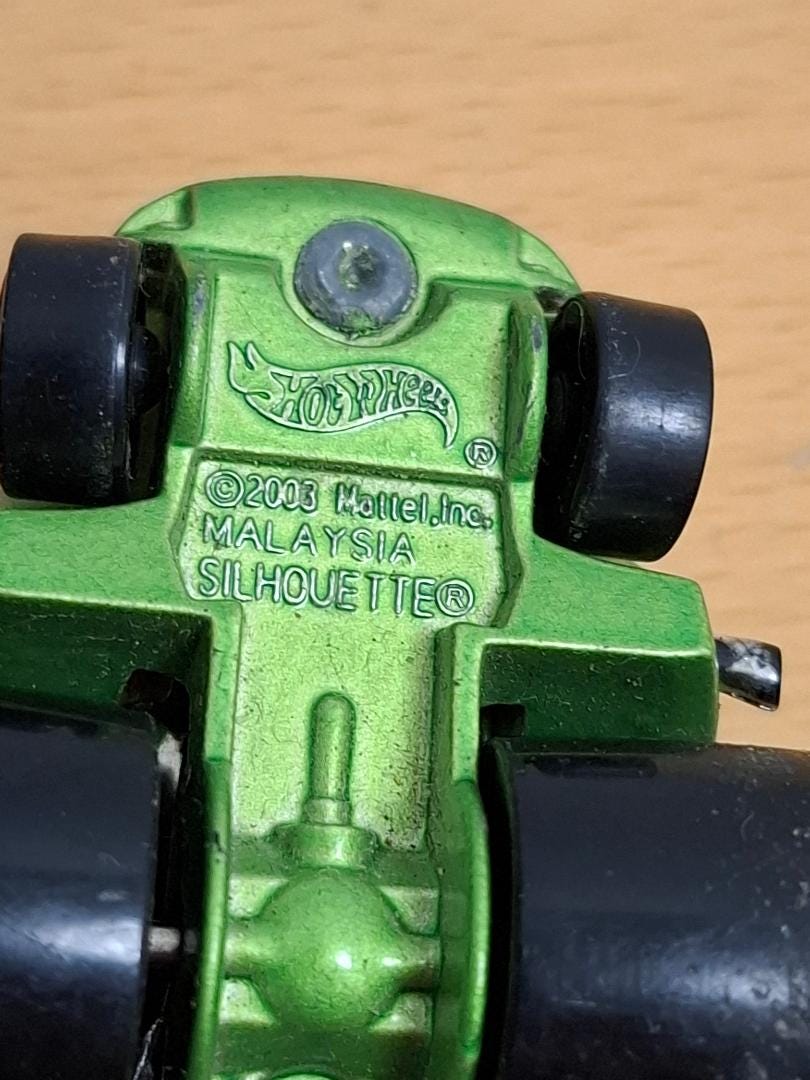 HOT WHEELS ®
©2003 Mattel,Inc.
MALAYSIA
SILHOUETTE®